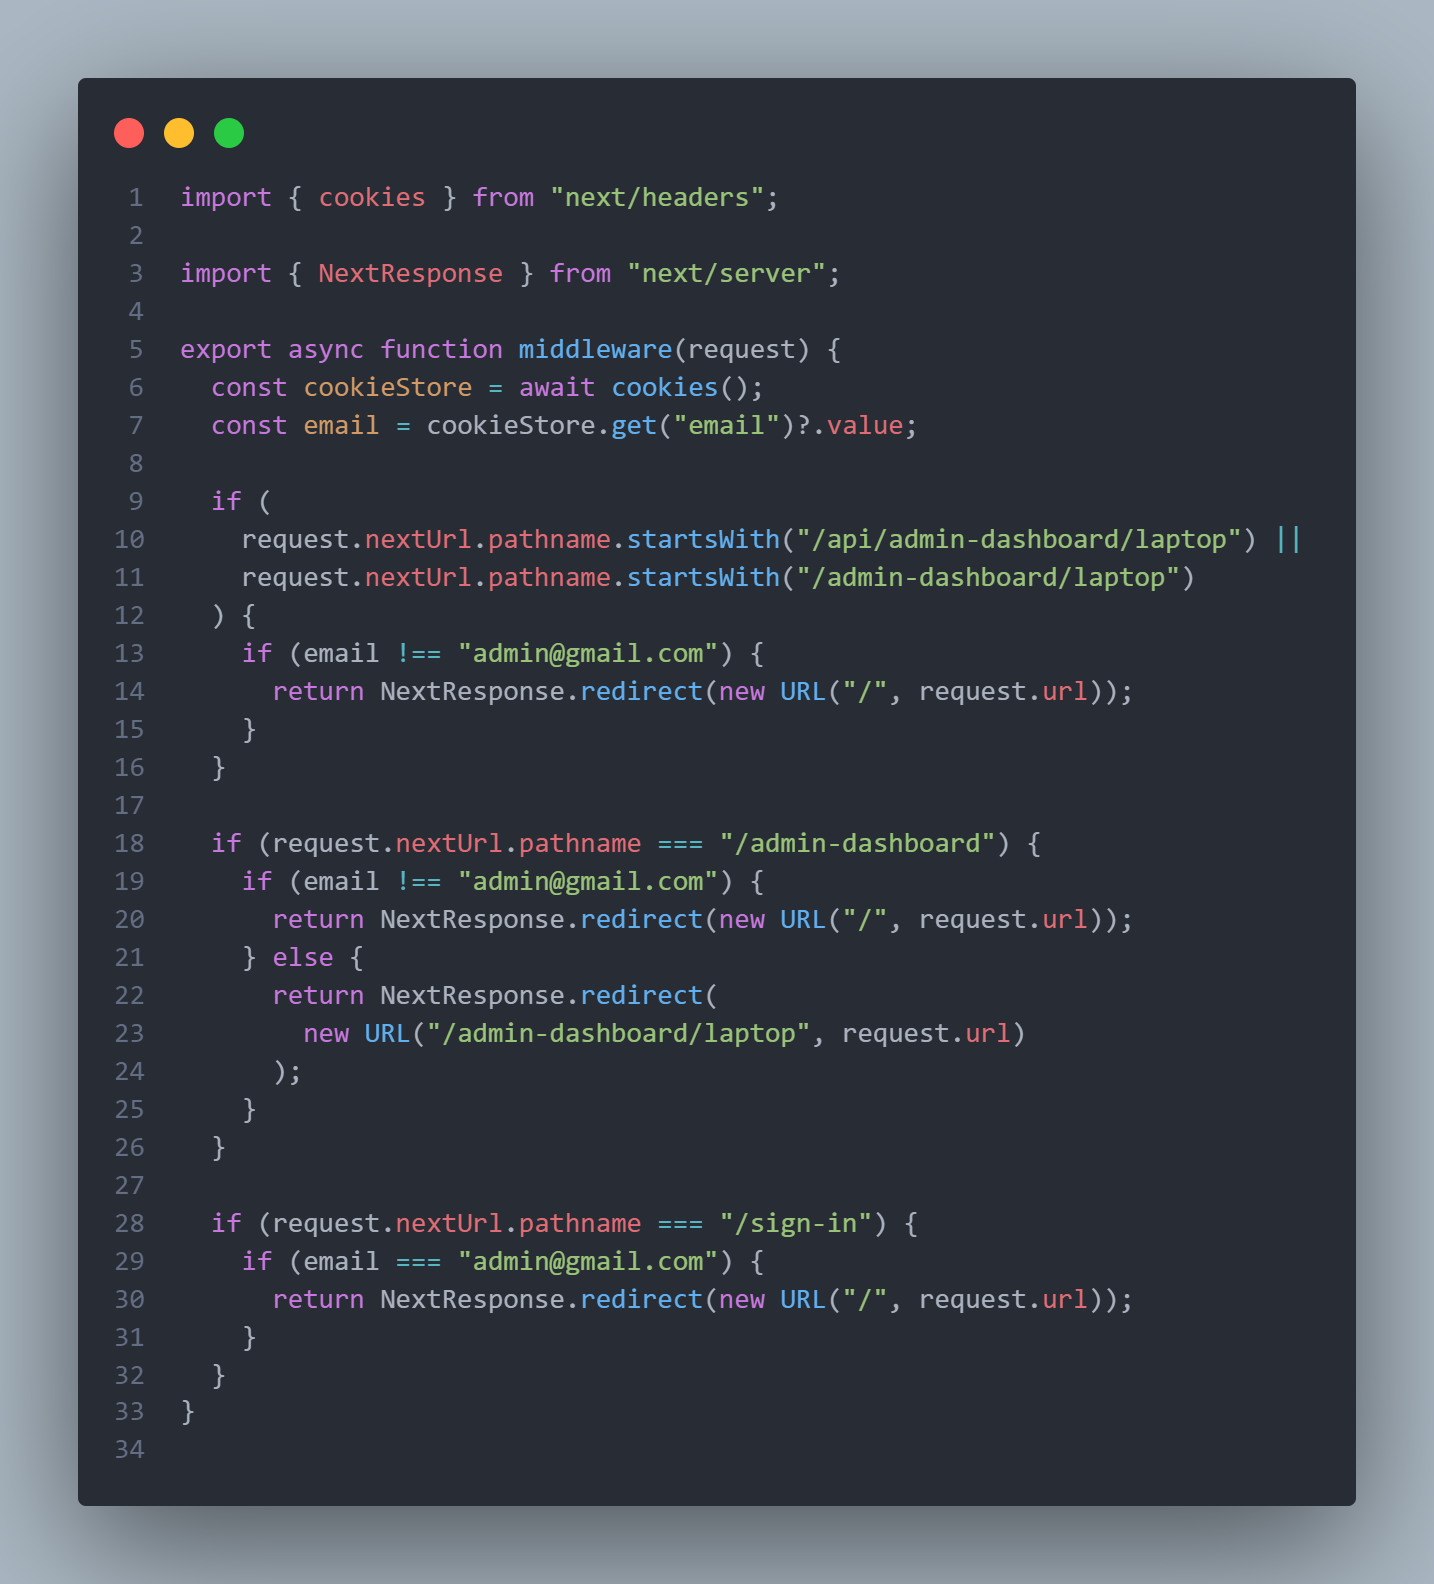 1 import { cookies } from "next/headers";
2
3 import { NextResponse } from "next/server";
4
5 export async function middleware(request) {
6   const cookieStore = await cookies();
7   const email = cookieStore.get("email")?.value;
8
9   if (
10     request.nextUrl.pathname.startsWith("/api/admin-dashboard/laptop") ||
11     request.nextUrl.pathname.startsWith("/admin-dashboard/laptop")
12   ) {
13     if (email !== "admin@gmail.com") {
14       return NextResponse.redirect(new URL("/", request.url));
15     }
16   }
17
18   if (request.nextUrl.pathname === "/admin-dashboard") {
19     if (email !== "admin@gmail.com") {
20       return NextResponse.redirect(new URL("/", request.url));
21     } else {
22       return NextResponse.redirect(
23         new URL("/admin-dashboard/laptop", request.url)
24       );
25     }
26   }
27
28   if (request.nextUrl.pathname === "/sign-in") {
29     if (email === "admin@gmail.com") {
30       return NextResponse.redirect(new URL("/", request.url));
31     }
32   }
33 }
34